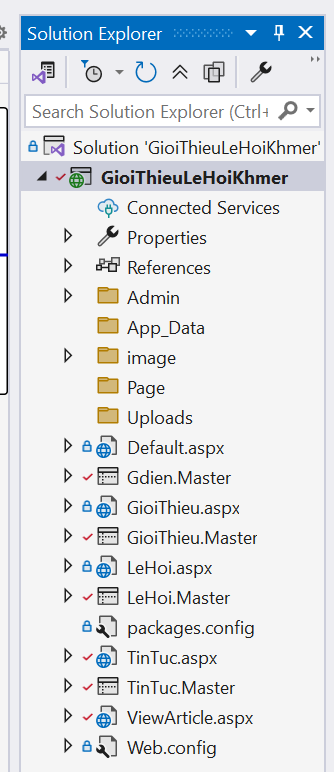 Solution Explorer
Search Solution Explorer (Ctrl+
Solution 'GioiThieuLeHoiKhmer'
GioiThieuLeHoiKhmer
Connected Services
Properties
References
Admin
App_Data
image
Page
Uploads
Default.aspx
Gdien.Master
GioiThieu.aspx
GioiThieu.Master
LeHoi.aspx
LeHoi.Master
packages.config
TinTuc.aspx
TinTuc.Master
ViewArticle.aspx
Web.config